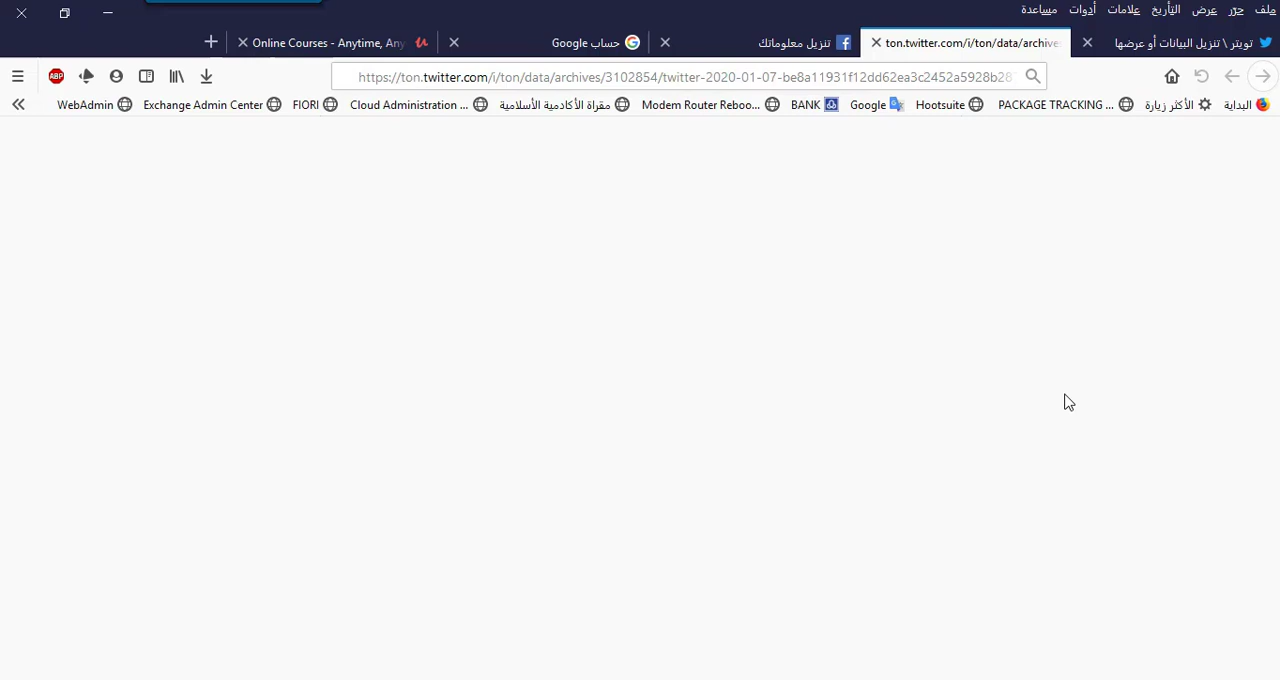 ملف حرّر عرض التأريخ علامات أدوات مساعدة
تويتر \ تنزيل البيانات أو عرضها
ton.twitter.com/i/ton/data/archive
تنزيل معلوماتك
حساب Google
Online Courses - Anytime, Any
https://ton.twitter.com/i/ton/data/archives/3102854/twitter-2020-01-07-be8a11931f12dd62ea3c2452a5928b28
ABP
البداية
الأكثر زيارة
PACKAGE TRACKING ...
Hootsuite
Google
BANK
Modem Router Reboo...
مقراة الأكاديمية الأسلامية
Cloud Administration ...
FIORI
Exchange Admin Center
WebAdmin